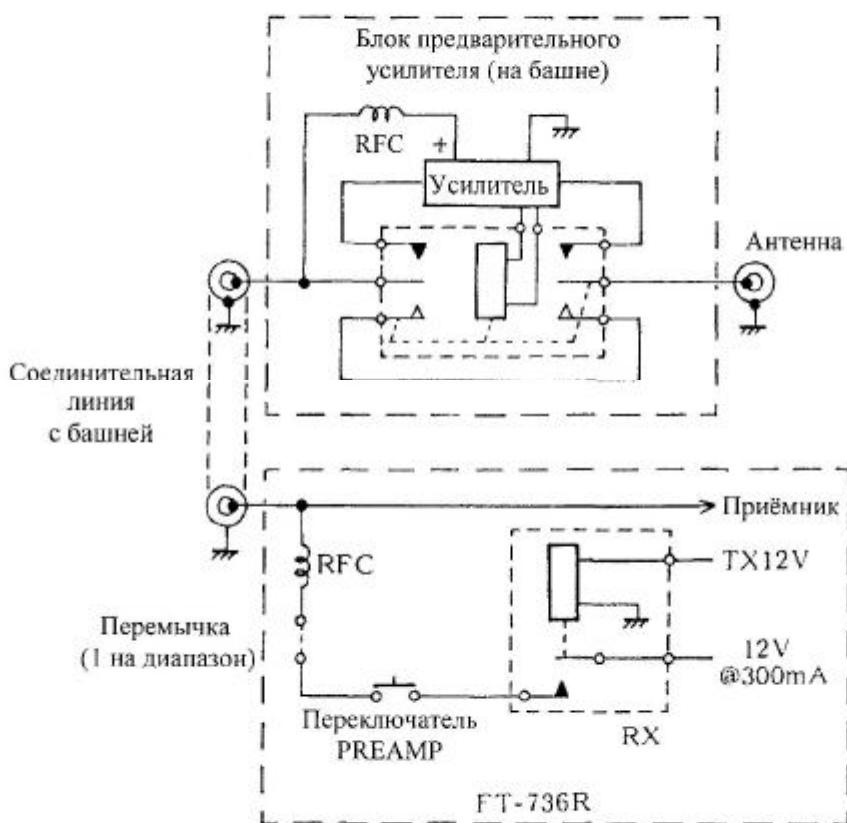 Блок предварительного
усилителя (на башне)
RFC
+
Усилитель
Антенна
Соединительная
линия
с башней
Приёмник
RFC
TX12V
Перемычка
(1 на диапазон)
12V
@300mA
Переключатель
PREAMP
RX
FT-736R